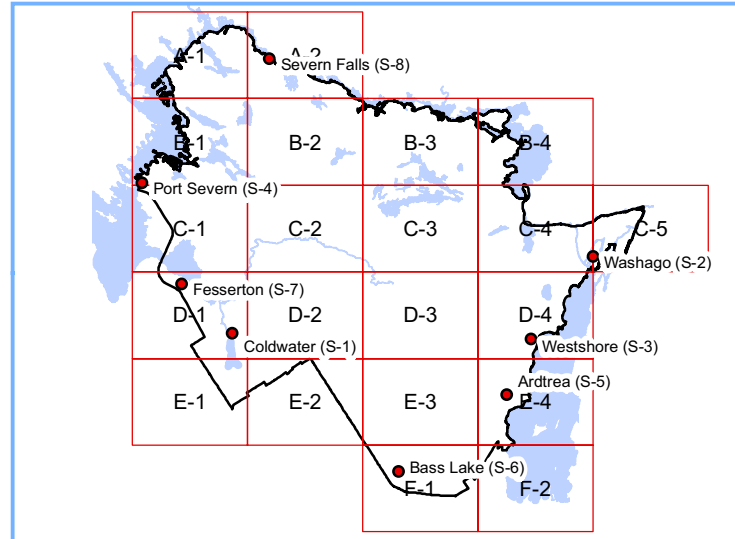 A-1
A-2
Severn Falls (S-8)
B-1
B-2
B-3
B-4
Port Severn (S-4)
C-1
C-2
C-3
C-4
C-5
Washago (S-2)
Fesserton (S-7)
D-1
D-2
D-3
D-4
Coldwater (S-1)
Westshore (S-3)
Ardtrea (S-5)
E-1
E-2
E-3
E-4
Bass Lake (S-6)
F-1
F-2